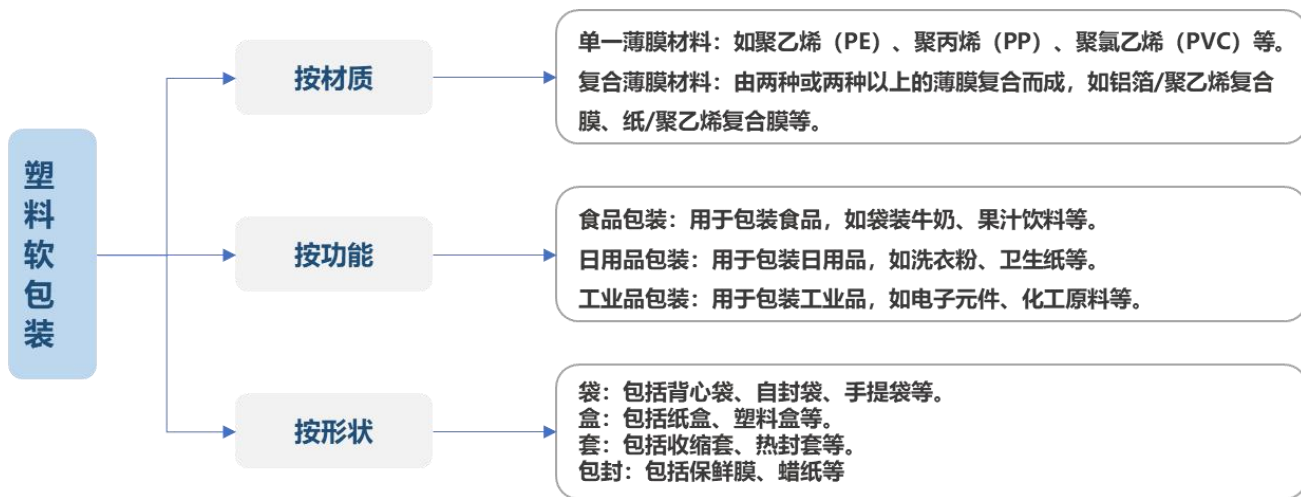 塑料软包装
按材质
单一薄膜材料：如聚乙烯（PE）、聚丙烯（PP）、聚氯乙烯（PVC）等。
复合薄膜材料：由两种或两种以上的薄膜复合而成，如铝箔/聚乙烯复合
膜、纸/聚乙烯复合膜等。
按功能
食品包装：用于包装食品，如袋装牛奶、果汁饮料等。
日用品包装：用于包装日用品，如洗衣粉、卫生纸等。
工业品包装：用于包装工业品，如电子元件、化工原料等。
按形状
袋：包括背心袋、自封袋、手提袋等。
盒：包括纸盒、塑料盒等。
套：包括收缩套、热封套等。
包封：包括保鲜膜、蜡纸等